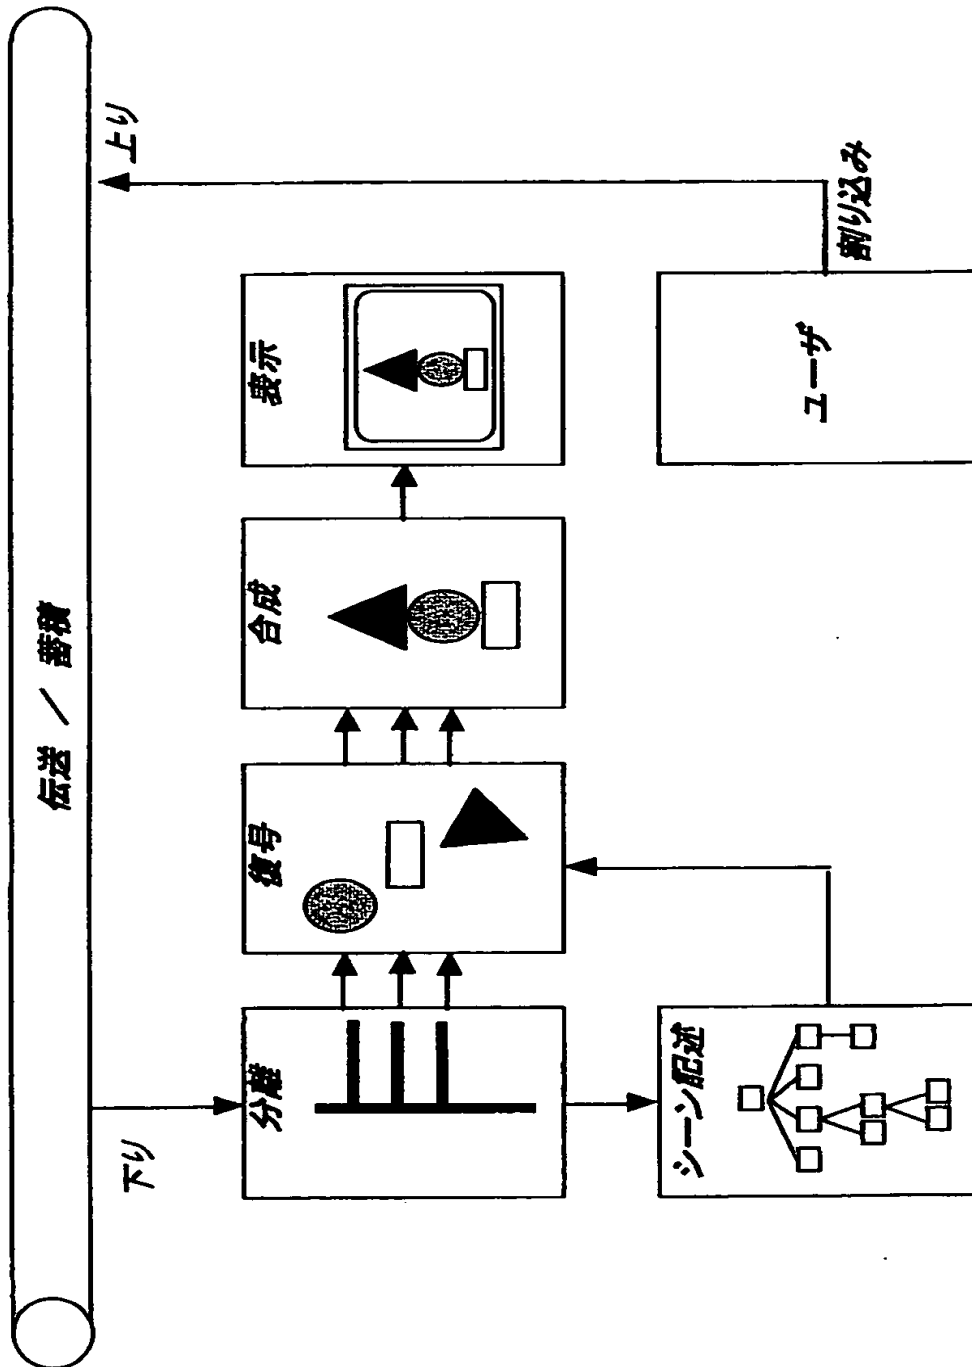 伝送 / 蓄積
下り
上り
分離
復号
合成
表示
シーン記述
ユーザ
割り込み